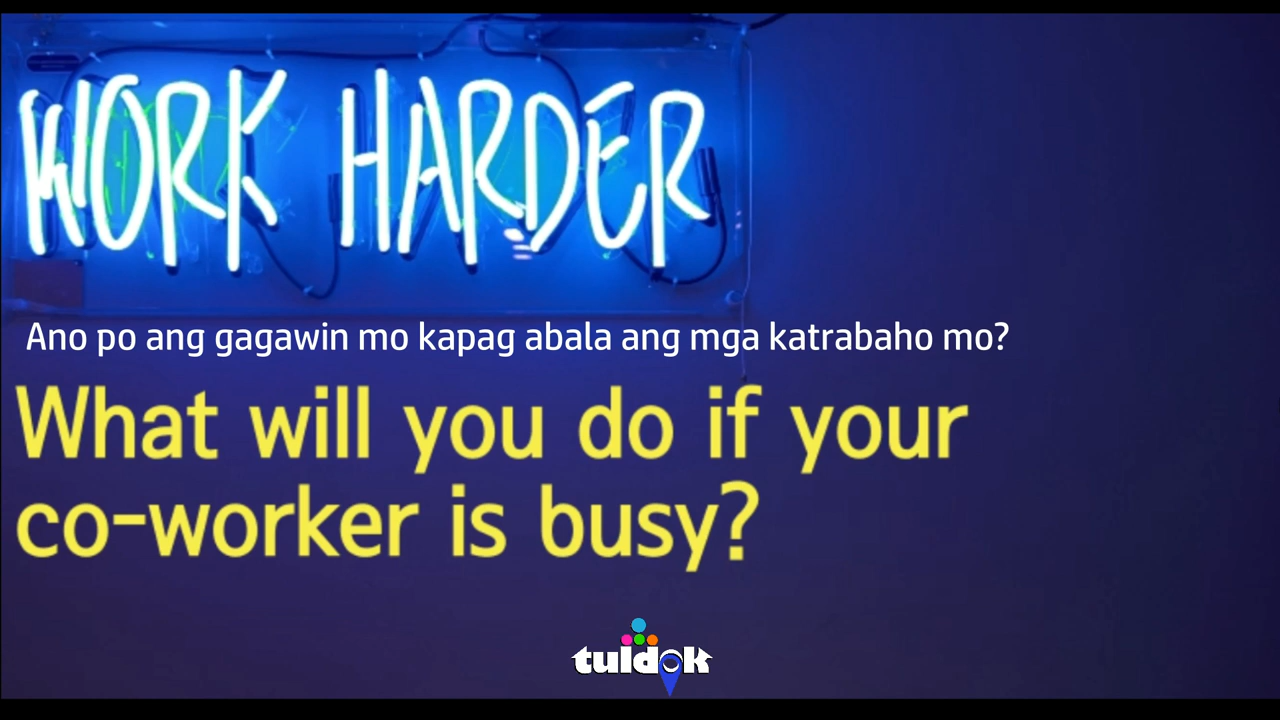 WORK HARDER
Ano po ang gagawin mo kapag abala ang mga katrabaho mo?
What will you do if your
co-worker is busy?
tuldok